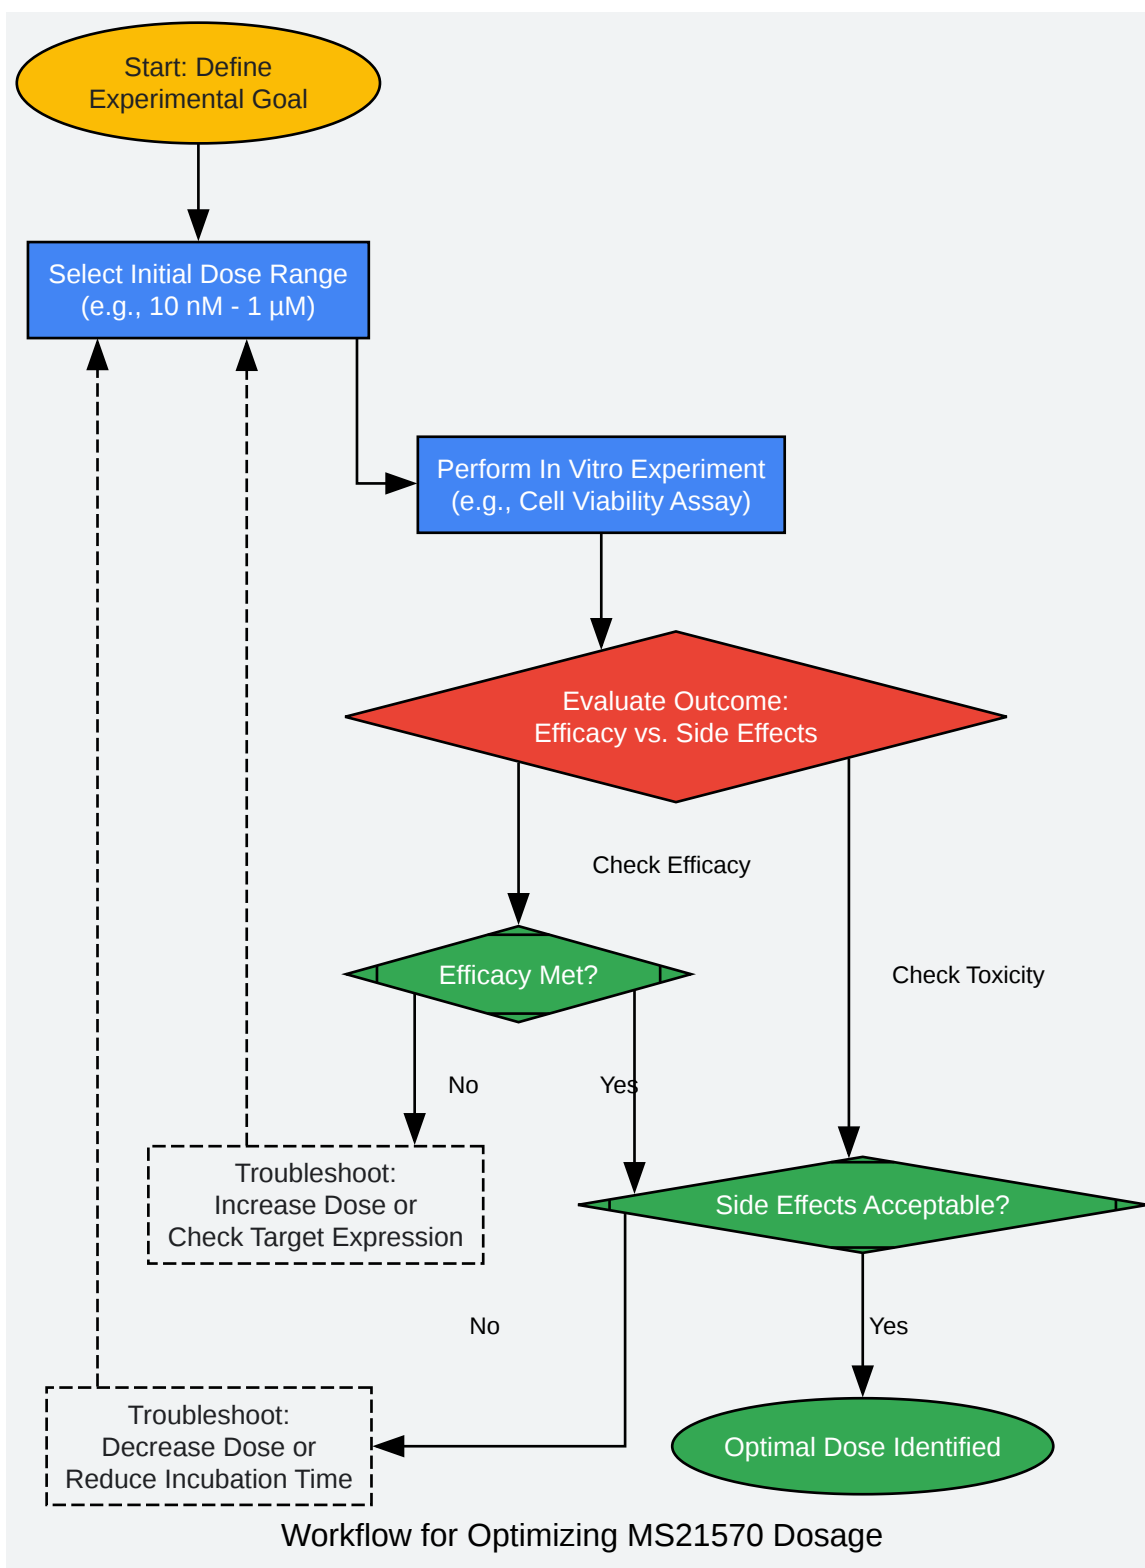 Start: Define
Experimental Goal
Select Initial Dose Range
(e.g., 10 nM - 1 µM)
Perform In Vitro Experiment
(e.g., Cell Viability Assay)
Evaluate Outcome:
Efficacy vs. Side Effects
Check Efficacy
Efficacy Met?
Check Toxicity
No
Yes
Troubleshoot:
Increase Dose or
Check Target Expression
Side Effects Acceptable?
No
Yes
Troubleshoot:
Decrease Dose or
Reduce Incubation Time
Optimal Dose Identified
Workflow for Optimizing MS21570 Dosage